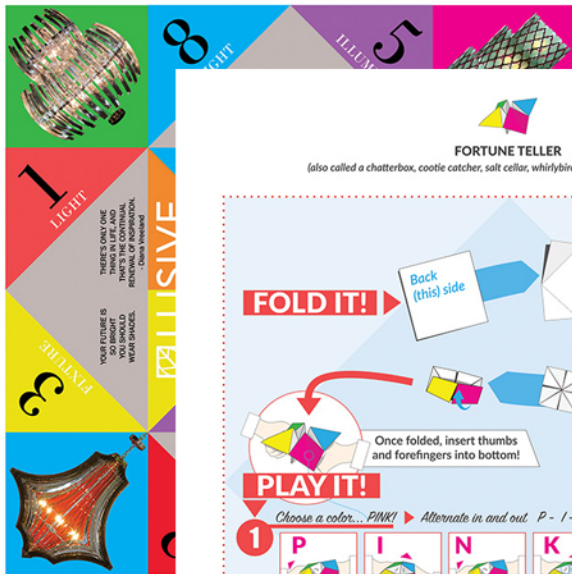 8
LIGHT
5
ILLUM
1
LIGHT
THERE'S ONLY ONE
THING IN LIFE, AND
THAT'S THE CONTINUAL
RENEWAL OF INSPIRATION.
- Diana Vreeland
YOUR FUTURE IS
SO BRIGHT
YOU SHOULD
WEAR SHADES.
LUSIVE
3
FIXTURE
FORTUNE TELLER
(also called a chatterbox, cootie catcher, salt cellar, whirlybird
FOLD IT!
Back
(this) side
Once folded, insert thumbs
and forefingers into bottom!
PLAY IT!
1
Choose a color... PINK!
Alternate in and out P - I -
P
I
N
K